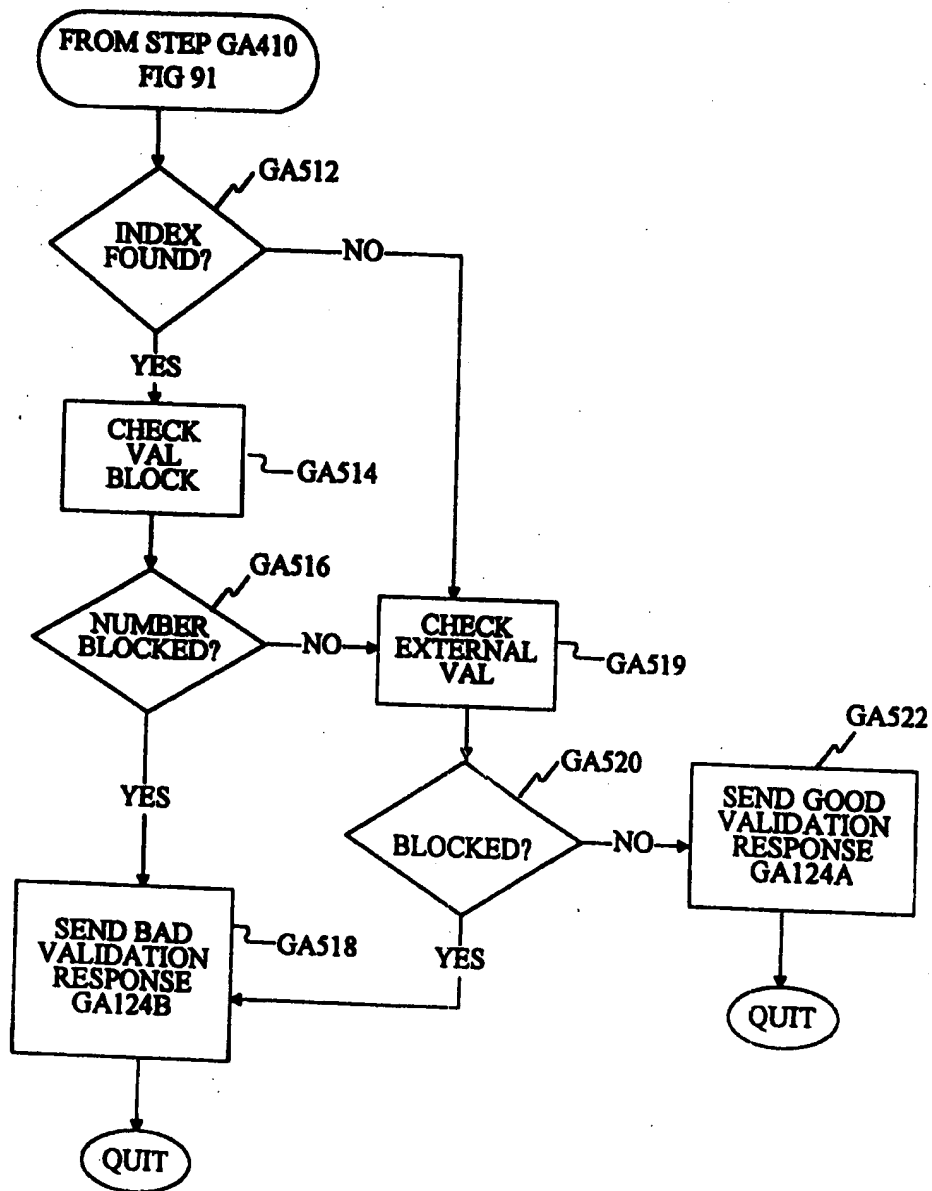 FROM STEP GA410
FIG 91
GA512
INDEX
FOUND?
NO
YES
CHECK
VAL
BLOCK
GA514
GA516
NUMBER
BLOCKED?
NO
CHECK
EXTERNAL
VAL
GA519
GA522
GA520
YES
BLOCKED?
NO
SEND GOOD
VALIDATION
RESPONSE
GA124A
SEND BAD
VALIDATION
RESPONSE
GA124B
GA518
YES
QUIT
QUIT